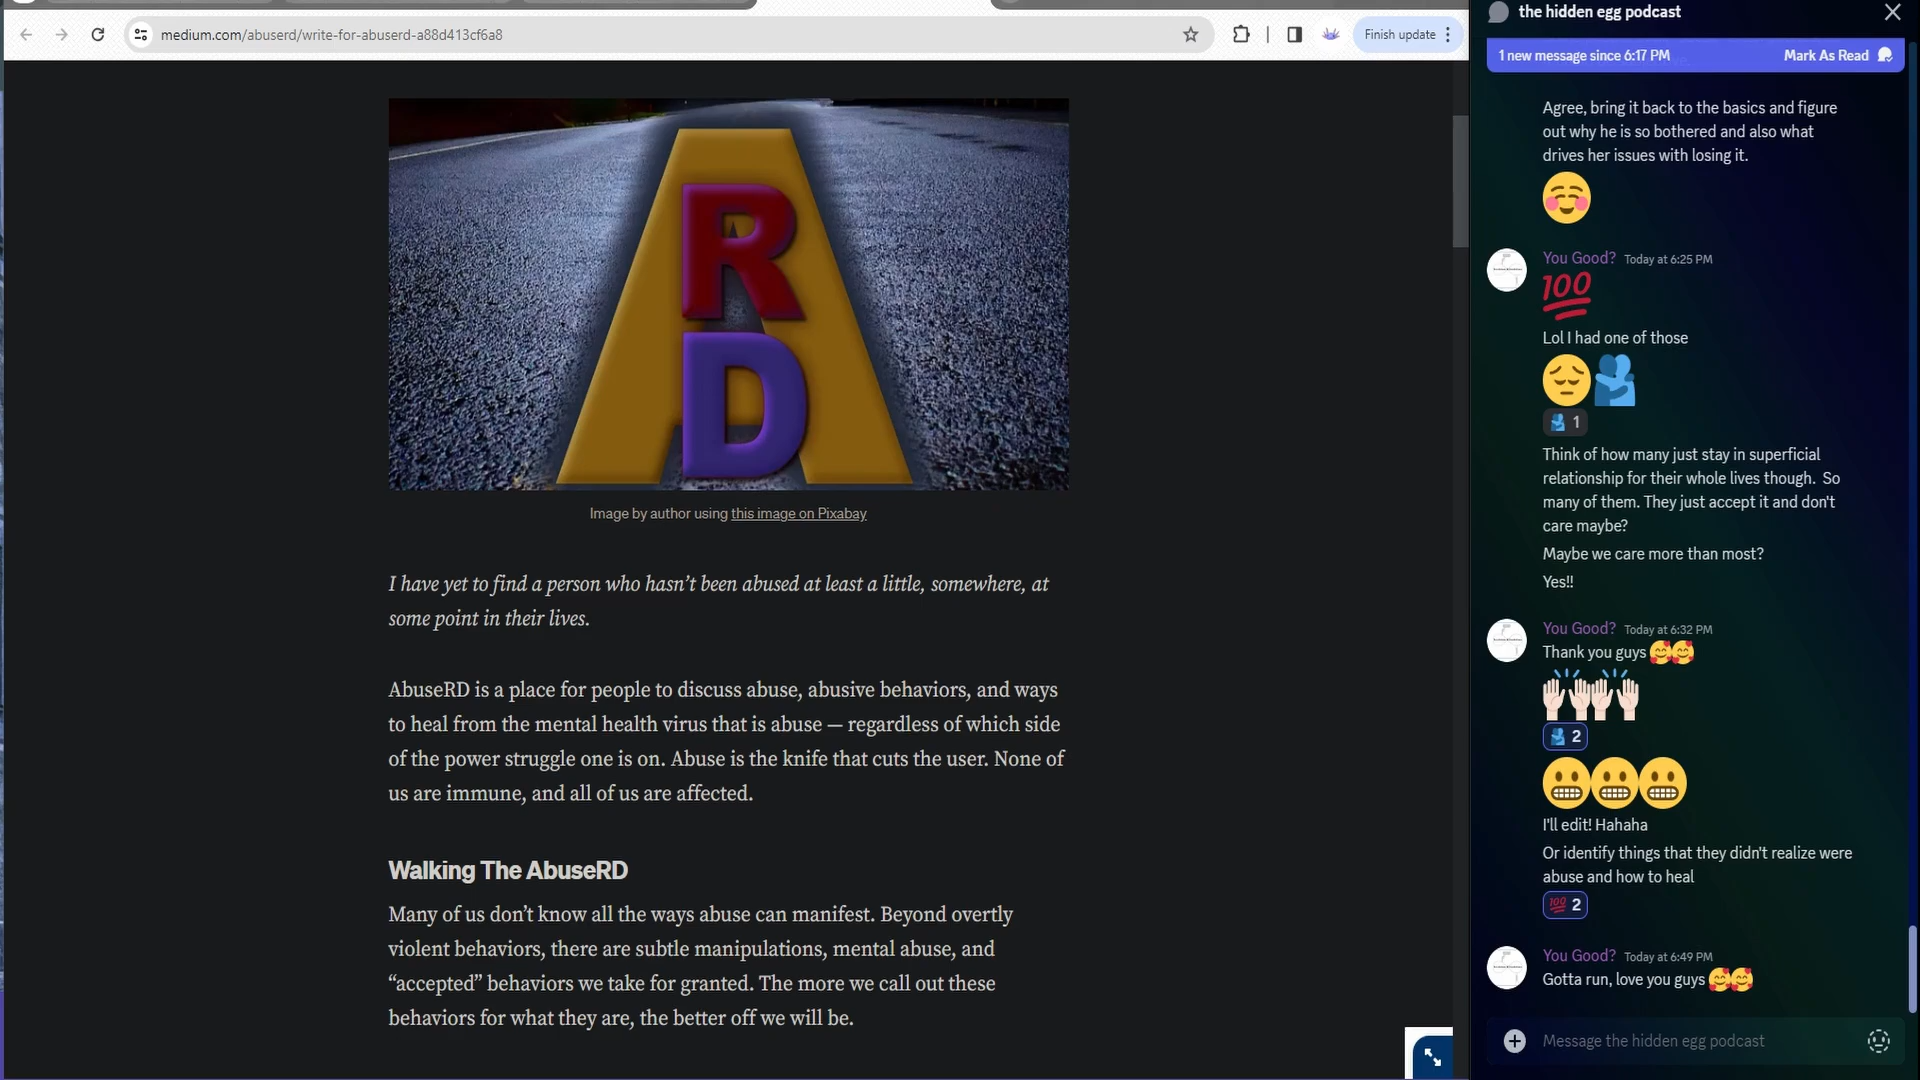 medium.com/abuserd/write-for-abuserd-a88d413cf6a8
Finish update
A
R
D
Image by author using this image on Pixabay
I have yet to find a person who hasn’t been abused at least a little, somewhere, at
some point in their lives.
AbuseRD is a place for people to discuss abuse, abusive behaviors, and ways
to heal from the mental health virus that is abuse — regardless of which side
of the power struggle one is on. Abuse is the knife that cuts the user. None of
us are immune, and all of us are affected.
Walking The AbuseRD
Many of us don’t know all the ways abuse can manifest. Beyond overtly
violent behaviors, there are subtle manipulations, mental abuse, and
“accepted” behaviors we take for granted. The more we call out these
behaviors for what they are, the better off we will be.
the hidden egg podcast
1 new message since 6:17 PM Mark As Read
Agree, bring it back to the basics and figure
out why he is so bothered and also what
drives her issues with losing it.
You Good? Today at 6:25 PM
100
Lol I had one of those
1
Think of how many just stay in superficial
relationship for their whole lives though. So
many of them. They just accept it and don't
care maybe?
Maybe we care more than most?
Yes!!
You Good? Today at 6:32 PM
Thank you guys
2
I'll edit! Hahaha
Or identify things that they didn't realize were
abuse and how to heal
100 2
You Good? Today at 6:49 PM
Gotta run, love you guys
Message the hidden egg podcast